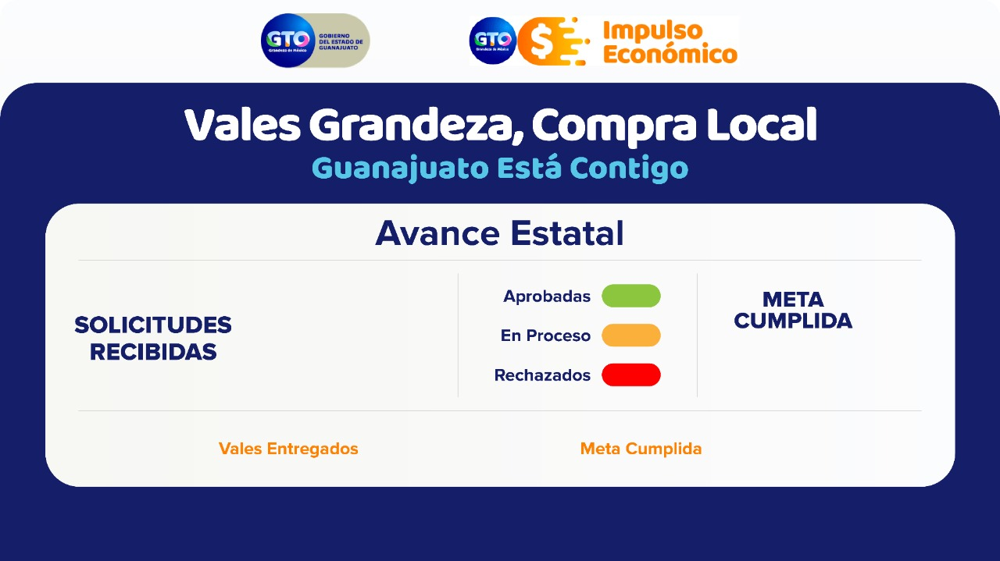 GTO
Grandeza de México
GOBIERNO
DEL ESTADO DE
GUANAJUATO
GTO
Grandeza de México
$
Impulso
Económico
Vales Grandeza, Compra Local
Guanajuato Está Contigo
Avance Estatal
SOLICITUDES
RECIBIDAS
Aprobadas
En Proceso
Rechazados
META
CUMPLIDA
Vales Entregados
Meta Cumplida